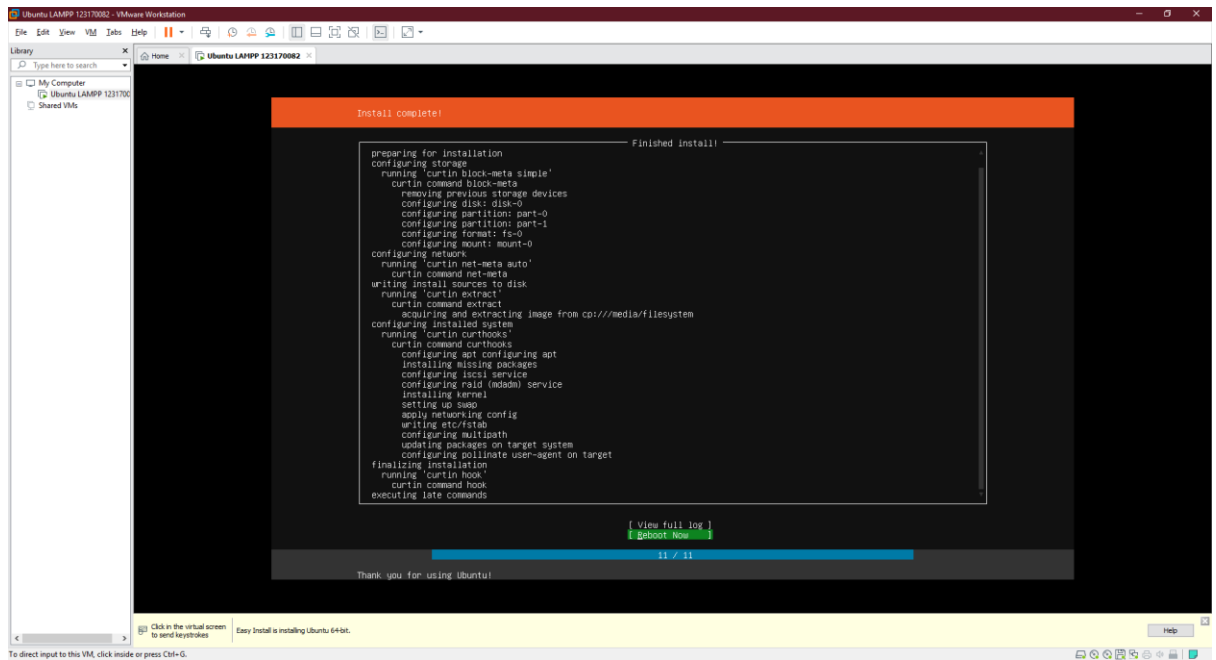 Ubuntu LAMPP 123170082 - VMware Workstation
File Edit View VM Tabs Help
Library
Type here to search
My Computer
Ubuntu LAMPP 123170
Shared VMs
Home
Ubuntu LAMPP 123170082
Install complete!
Finished install!
preparing for installation
configuring storage
running 'curtin block-meta simple'
curtin command block-meta
removing previous storage devices
configuring disk: disk-0
configuring partition: part-0
configuring partition: part-1
configuring format: fs-0
configuring mount: mount-0
configuring network
running 'curtin net-meta auto'
curtin command net-meta
writing install sources to disk
running 'curtin extract'
curtin command extract
acquiring and extracting image from cp:///media/filesystem
configuring installed system
running 'curtin curthooks'
curtin command curthooks
configuring apt configuring apt
installing missing packages
configuring iscsi service
configuring raid (mdadm) service
installing kernel
setting up swap
apply networking config
writing etc/fstab
configuring multipath
updating packages on target system
configuring pollinate user-agent on target
finalizing installation
running 'curtin hook'
curtin command hook
executing late commands
[ View full log ]
[ Reboot Now ]
11 / 11
Thank you for using Ubuntu!
Click in the virtual screen
to send keystrokes
Easy Install is installing Ubuntu 64-bit.
Help
To direct input to this VM, click inside or press Ctrl+G.